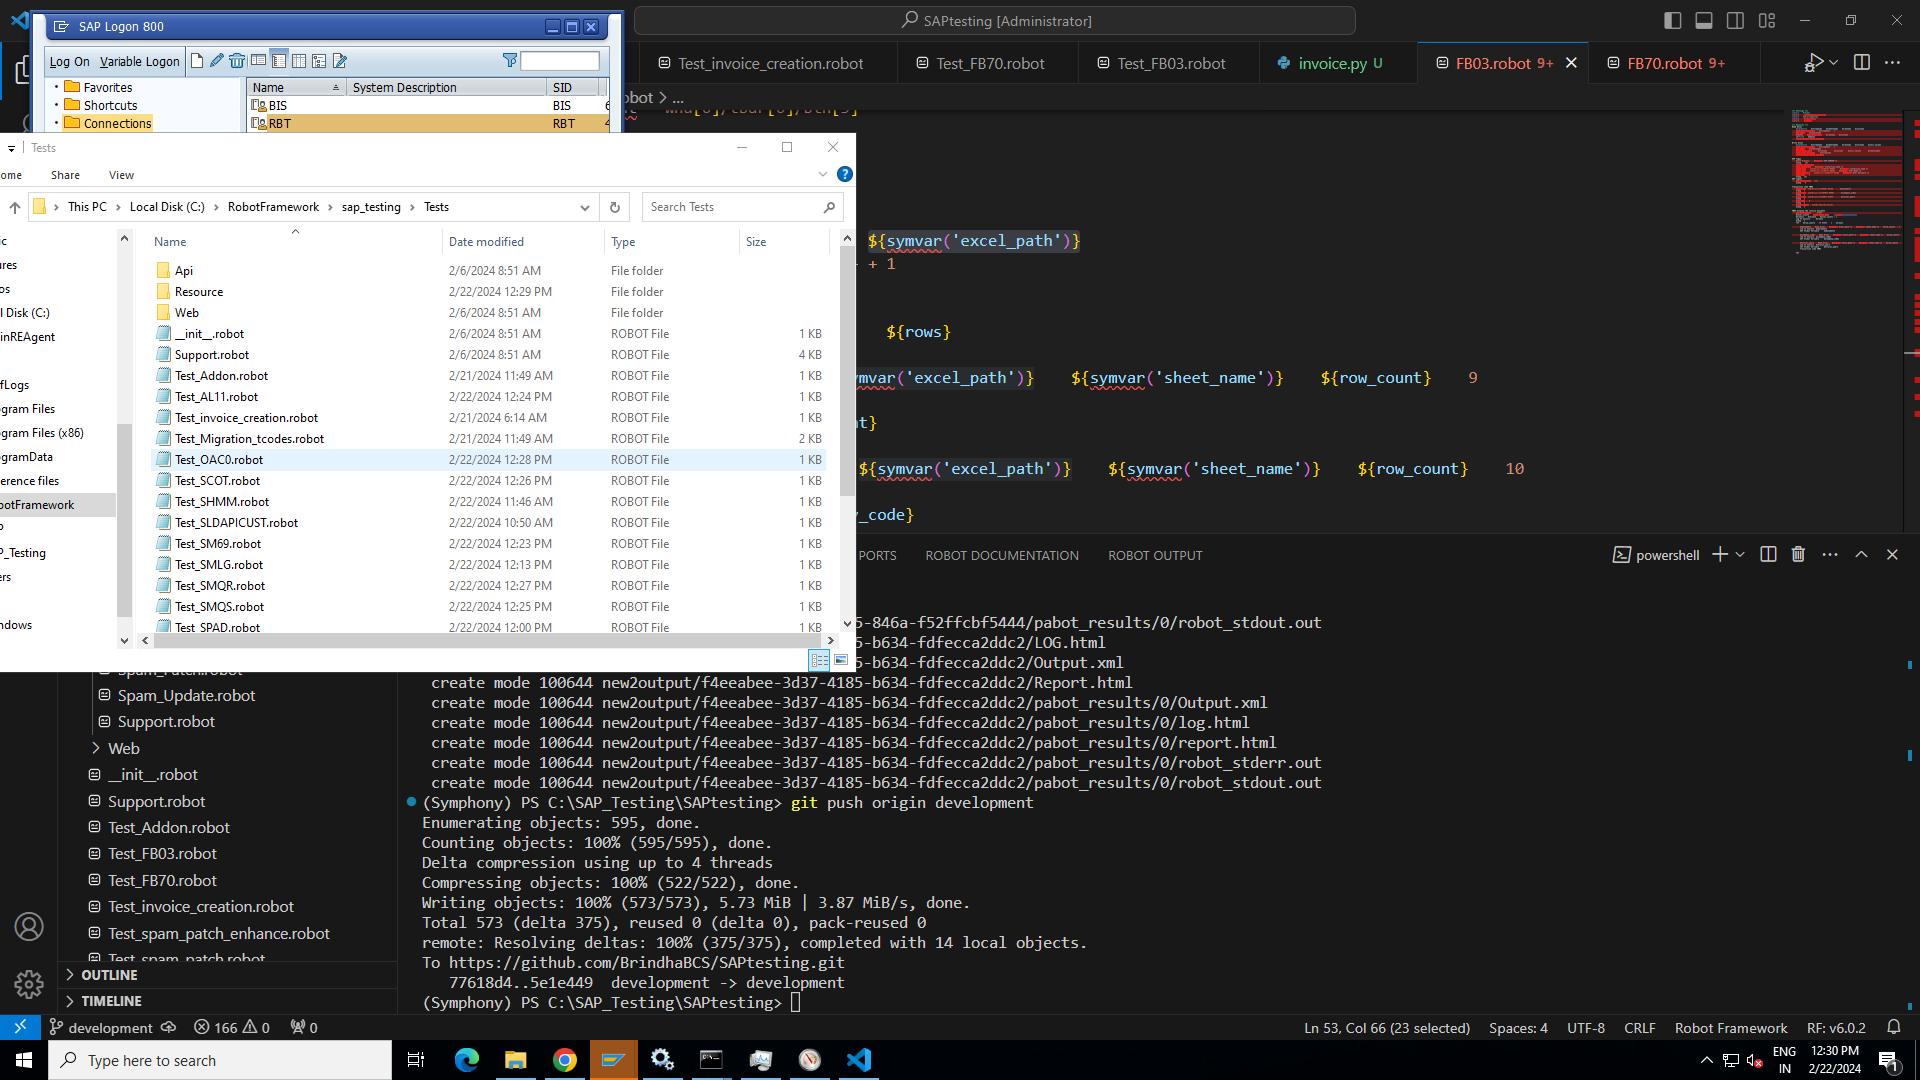 SAP Logon 800
SAPtesting [Administrator]
Log On Variable Logon
Favorites
Shortcuts
Connections
Name System Description SID
BIS BIS 6
RBT RBT 4
Test_invoice_creation.robot
Test_FB70.robot
Test_FB03.robot
invoice.py U
FB03.robot 9+
FB70.robot 9+
obot > ...
Tests
ome Share View
This PC > Local Disk (C:) > RobotFramework > sap_testing > Tests
Search Tests
Name Date modified Type Size
Api 2/6/2024 8:51 AM File folder
Resource 2/22/2024 12:29 PM File folder
Web 2/6/2024 8:51 AM File folder
__init__.robot 2/6/2024 8:51 AM ROBOT File 1 KB
Support.robot 2/6/2024 8:51 AM ROBOT File 4 KB
Test_Addon.robot 2/21/2024 11:49 AM ROBOT File 1 KB
Test_AL11.robot 2/22/2024 12:24 PM ROBOT File 1 KB
Test_invoice_creation.robot 2/21/2024 6:14 AM ROBOT File 1 KB
Test_Migration_tcodes.robot 2/21/2024 11:49 AM ROBOT File 2 KB
Test_OAC0.robot 2/22/2024 12:28 PM ROBOT File 1 KB
Test_SCOT.robot 2/22/2024 12:26 PM ROBOT File 1 KB
Test_SHMM.robot 2/22/2024 11:46 AM ROBOT File 1 KB
Test_SLDAPICUST.robot 2/22/2024 10:50 AM ROBOT File 1 KB
Test_SM69.robot 2/22/2024 12:23 PM ROBOT File 1 KB
Test_SMLG.robot 2/22/2024 12:13 PM ROBOT File 1 KB
Test_SMQR.robot 2/22/2024 12:27 PM ROBOT File 1 KB
Test_SMQS.robot 2/22/2024 12:25 PM ROBOT File 1 KB
Test_SPAD.robot 2/22/2024 12:00 PM ROBOT File 1 KB
ic
ures
os
l Disk (C:)
inREAgent
fLogs
gram Files
gram Files (x86)
gramData
erence files
botFramework
P_Testing
ers
ndows
${symvar('excel_path')}
+ 1
${rows}
mvar('excel_path')} ${symvar('sheet_name')} ${row_count} 9
nt}
${symvar('excel_path')} ${symvar('sheet_name')} ${row_count} 10
_code}
PORTS ROBOT DOCUMENTATION ROBOT OUTPUT
powershell
5-846a-f52ffcbf5444/pabot_results/0/robot_stdout.out
5-b634-fdfecca2ddc2/LOG.html
5-b634-fdfecca2ddc2/Output.xml
create mode 100644 new2output/f4eeabee-3d37-4185-b634-fdfecca2ddc2/Report.html
create mode 100644 new2output/f4eeabee-3d37-4185-b634-fdfecca2ddc2/pabot_results/0/Output.xml
create mode 100644 new2output/f4eeabee-3d37-4185-b634-fdfecca2ddc2/pabot_results/0/log.html
create mode 100644 new2output/f4eeabee-3d37-4185-b634-fdfecca2ddc2/pabot_results/0/report.html
create mode 100644 new2output/f4eeabee-3d37-4185-b634-fdfecca2ddc2/pabot_results/0/robot_stderr.out
create mode 100644 new2output/f4eeabee-3d37-4185-b634-fdfecca2ddc2/pabot_results/0/robot_stdout.out
(Symphony) PS C:\SAP_Testing\SAPtesting> git push origin development
Enumerating objects: 595, done.
Counting objects: 100% (595/595), done.
Delta compression using up to 4 threads
Compressing objects: 100% (522/522), done.
Writing objects: 100% (573/573), 5.73 MiB | 3.87 MiB/s, done.
Total 573 (delta 375), reused 0 (delta 0), pack-reused 0
remote: Resolving deltas: 100% (375/375), completed with 14 local objects.
To https://github.com/BrindhaBCS/SAPtesting.git
77618d4..5e1e449 development -> development
(Symphony) PS C:\SAP_Testing\SAPtesting>
Spam_Patch.robot
Spam_Update.robot
Support.robot
Web
__init__.robot
Support.robot
Test_Addon.robot
Test_FB03.robot
Test_FB70.robot
Test_invoice_creation.robot
Test_spam_patch_enhance.robot
Test_spam_patch.robot
OUTLINE
TIMELINE
development 166 0 0 Ln 53, Col 66 (23 selected) Spaces: 4 UTF-8 CRLF Robot Framework RF: v6.0.2
Type here to search
ENG
IN
12:30 PM
2/22/2024
1